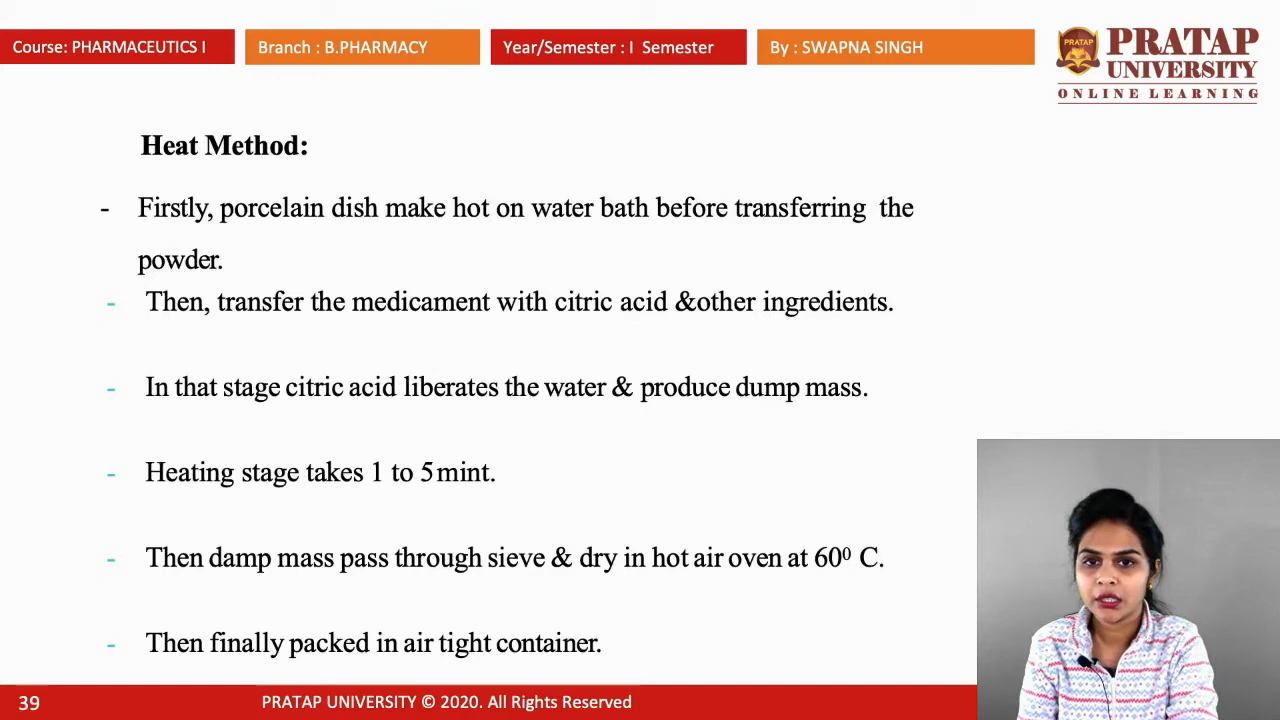 Course: PHARMACEUTICS I
Branch : B.PHARMACY
Year/Semester : I Semester
By : SWAPNA SINGH
PRATAP
PRATAP
UNIVERSITY
ONLINE LEARNING
Heat Method:
- Firstly, porcelain dish make hot on water bath before transferring the
powder.
- Then, transfer the medicament with citric acid &other ingredients.
- In that stage citric acid liberates the water & produce dump mass.
- Heating stage takes 1 to 5 mint.
- Then damp mass pass through sieve & dry in hot air oven at 60⁰ C.
- Then finally packed in air tight container.
39
PRATAP UNIVERSITY © 2020. All Rights Reserved